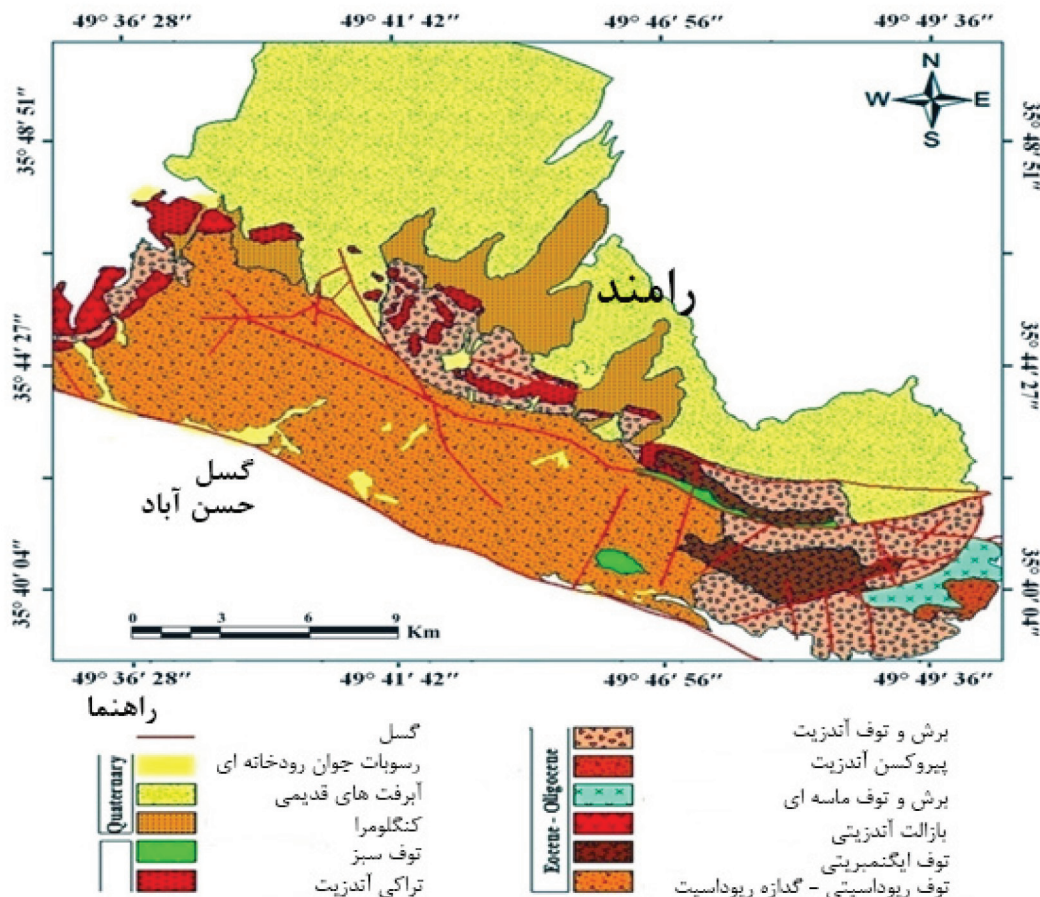 49° 36′ 28″
49° 41′ 42″
49° 46′ 56″
49° 49′ 36″
N
W E
S
35° 48′ 51″
35° 48′ 51″
رامند
35° 44′ 27″
35° 44′ 27″
گسل
حسن آباد
35° 40′ 04″
35° 40′ 04″
0 3 6 9
Km
49° 36′ 28″
49° 41′ 42″
49° 46′ 56″
49° 49′ 36″
راهنما
گسل
رسوبات جوان رودخانه ای
آبرفت های قدیمی
کنگلومرا
توف سبز
تراکی آندزیت
Quaternary
برش و توف آندزیت
پیروکسن آندزیت
برش و توف ماسه ای
بازالت آندزیتی
توف ایگنمبریتی
توف ریوداسیتی - گدازه ریوداسیت
Eocene - Oligocene